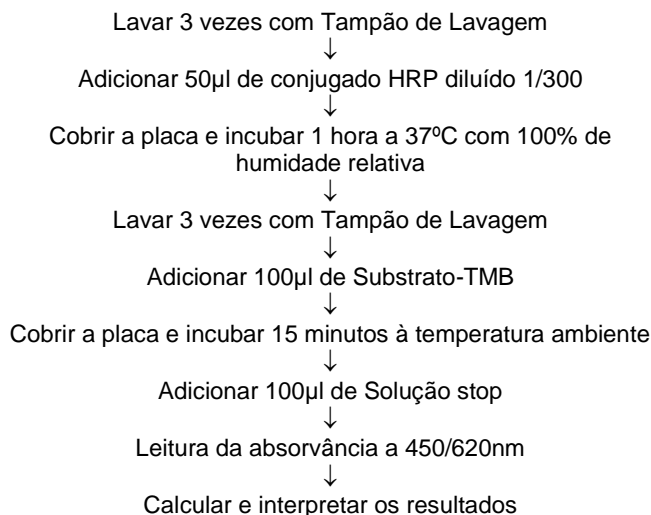 Lavar 3 vezes com Tampão de Lavagem
↓
Adicionar 50µl de conjugado HRP diluído 1/300
↓
Cobrir a placa e incubar 1 hora a 37ºC com 100% de
humidade relativa
↓
Lavar 3 vezes com Tampão de Lavagem
↓
Adicionar 100µl de Substrato-TMB
↓
Cobrir a placa e incubar 15 minutos à temperatura ambiente
↓
Adicionar 100µl de Solução stop
↓
Leitura da absorvância a 450/620nm
↓
Calcular e interpretar os resultados